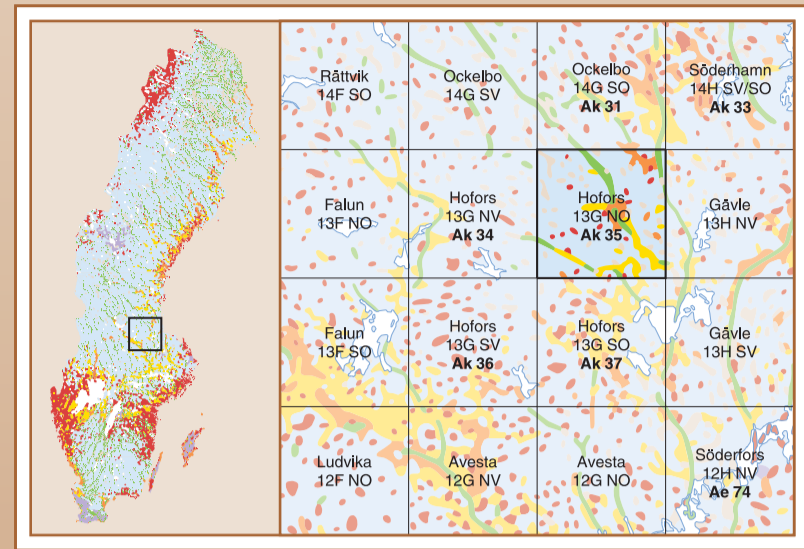 Rättvik
14F SO
Ockelbo
14G SV
Ockelbo
14G SO
Ak 31
Söderhamn
14H SV/SO
Ak 33
Falun
13F NO
Hofors
13G NV
Ak 34
Hofors
13G NO
Ak 35
Gävle
13H NV
Falun
13F SO
Hofors
13G SV
Ak 36
Hofors
13G SO
Ak 37
Gävle
13H SV
Ludvika
12F NO
Avesta
12G NV
Avesta
12G NO
Söderfors
12H NV
Ae 74